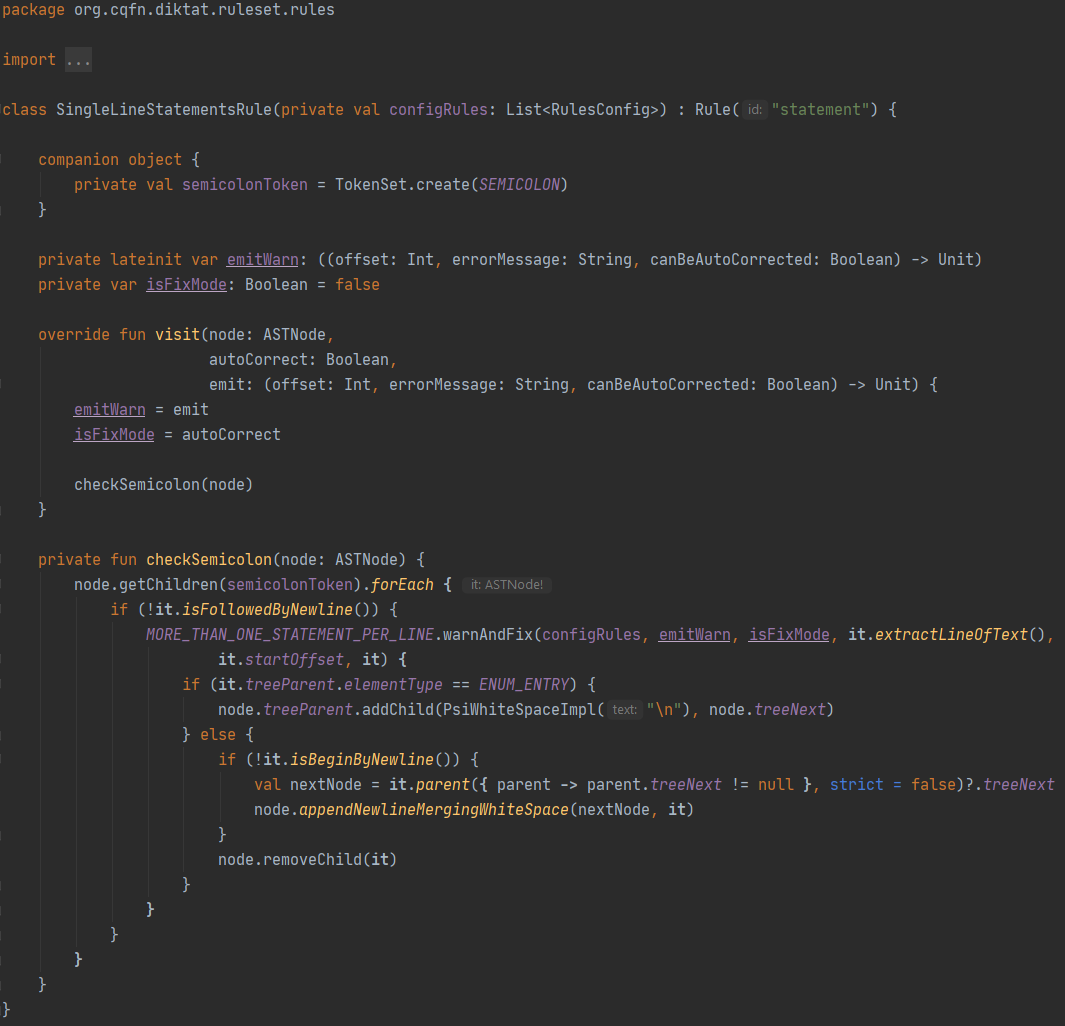 package org.cqfn.diktat.ruleset.rules
import ...
class SingleLineStatementsRule(private val configRules: List<RulesConfig>) : Rule( id: "statement") {
companion object {
private val semicolonToken = TokenSet.create(SEMICOLON)
}
private lateinit var emitWarn: ((offset: Int, errorMessage: String, canBeAutoCorrected: Boolean) -> Unit)
private var isFixMode: Boolean = false
override fun visit(node: ASTNode,
autoCorrect: Boolean,
emit: (offset: Int, errorMessage: String, canBeAutoCorrected: Boolean) -> Unit) {
emitWarn = emit
isFixMode = autoCorrect
checkSemicolon(node)
}
private fun checkSemicolon(node: ASTNode) {
node.getChildren(semicolonToken).forEach { it: ASTNode!
if (!it.isFollowedByNewline()) {
MORE_THAN_ONE_STATEMENT_PER_LINE.warnAndFix(configRules, emitWarn, isFixMode, it.extractLineOfText(),
it.startOffset, it) {
if (it.treeParent.elementType == ENUM_ENTRY) {
node.treeParent.addChild(PsiWhiteSpaceImpl( text: "\n"), node.treeNext)
} else {
if (!it.isBeginByNewline()) {
val nextNode = it.parent({ parent -> parent.treeNext != null }, strict = false)?.treeNext
node.appendNewlineMergingWhiteSpace(nextNode, it)
}
node.removeChild(it)
}
}
}
}
}
}